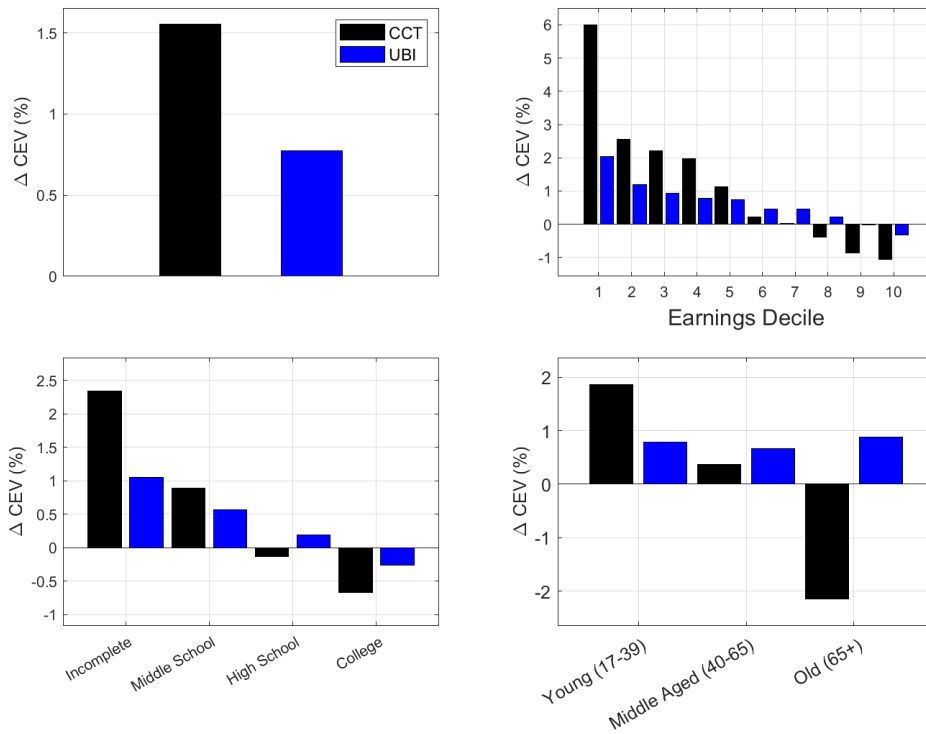 1.5
1
0.5
0
Δ CEV (%)
CCT
UBI
6
5
4
3
2
1
0
-1
Δ CEV (%)
1 2 3 4 5 6 7 8 9 10
Earnings Decile
2.5
2
1.5
1
0.5
0
-0.5
-1
Δ CEV (%)
Incomplete
Middle School
High School
College
2
1
0
-1
-2
Δ CEV (%)
Young (17-39)
Middle Aged (40-65)
Old (65+)